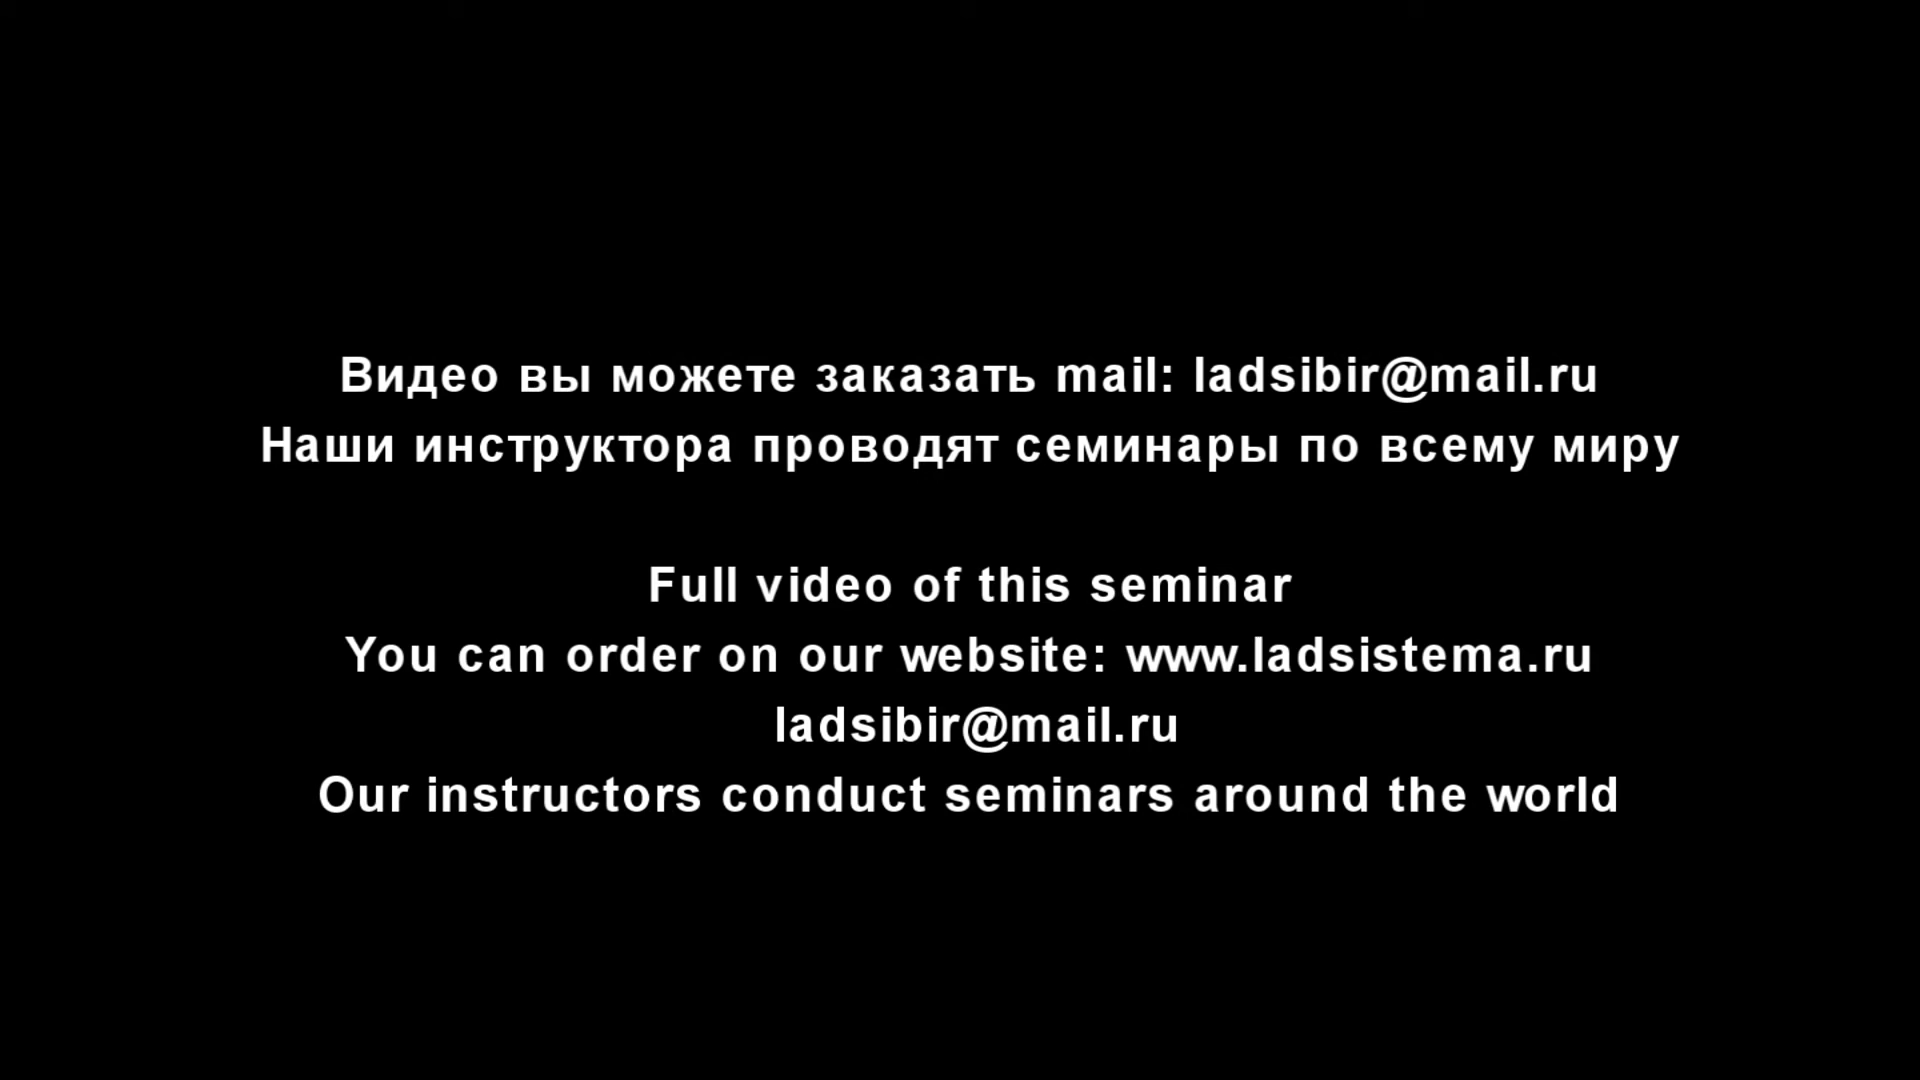 Видео вы можете заказать mail: ladsibir@mail.ru
Наши инструктора проводят семинары по всему миру
Full video of this seminar
You can order on our website: www.ladsistema.ru
ladsibir@mail.ru
Our instructors conduct seminars around the world